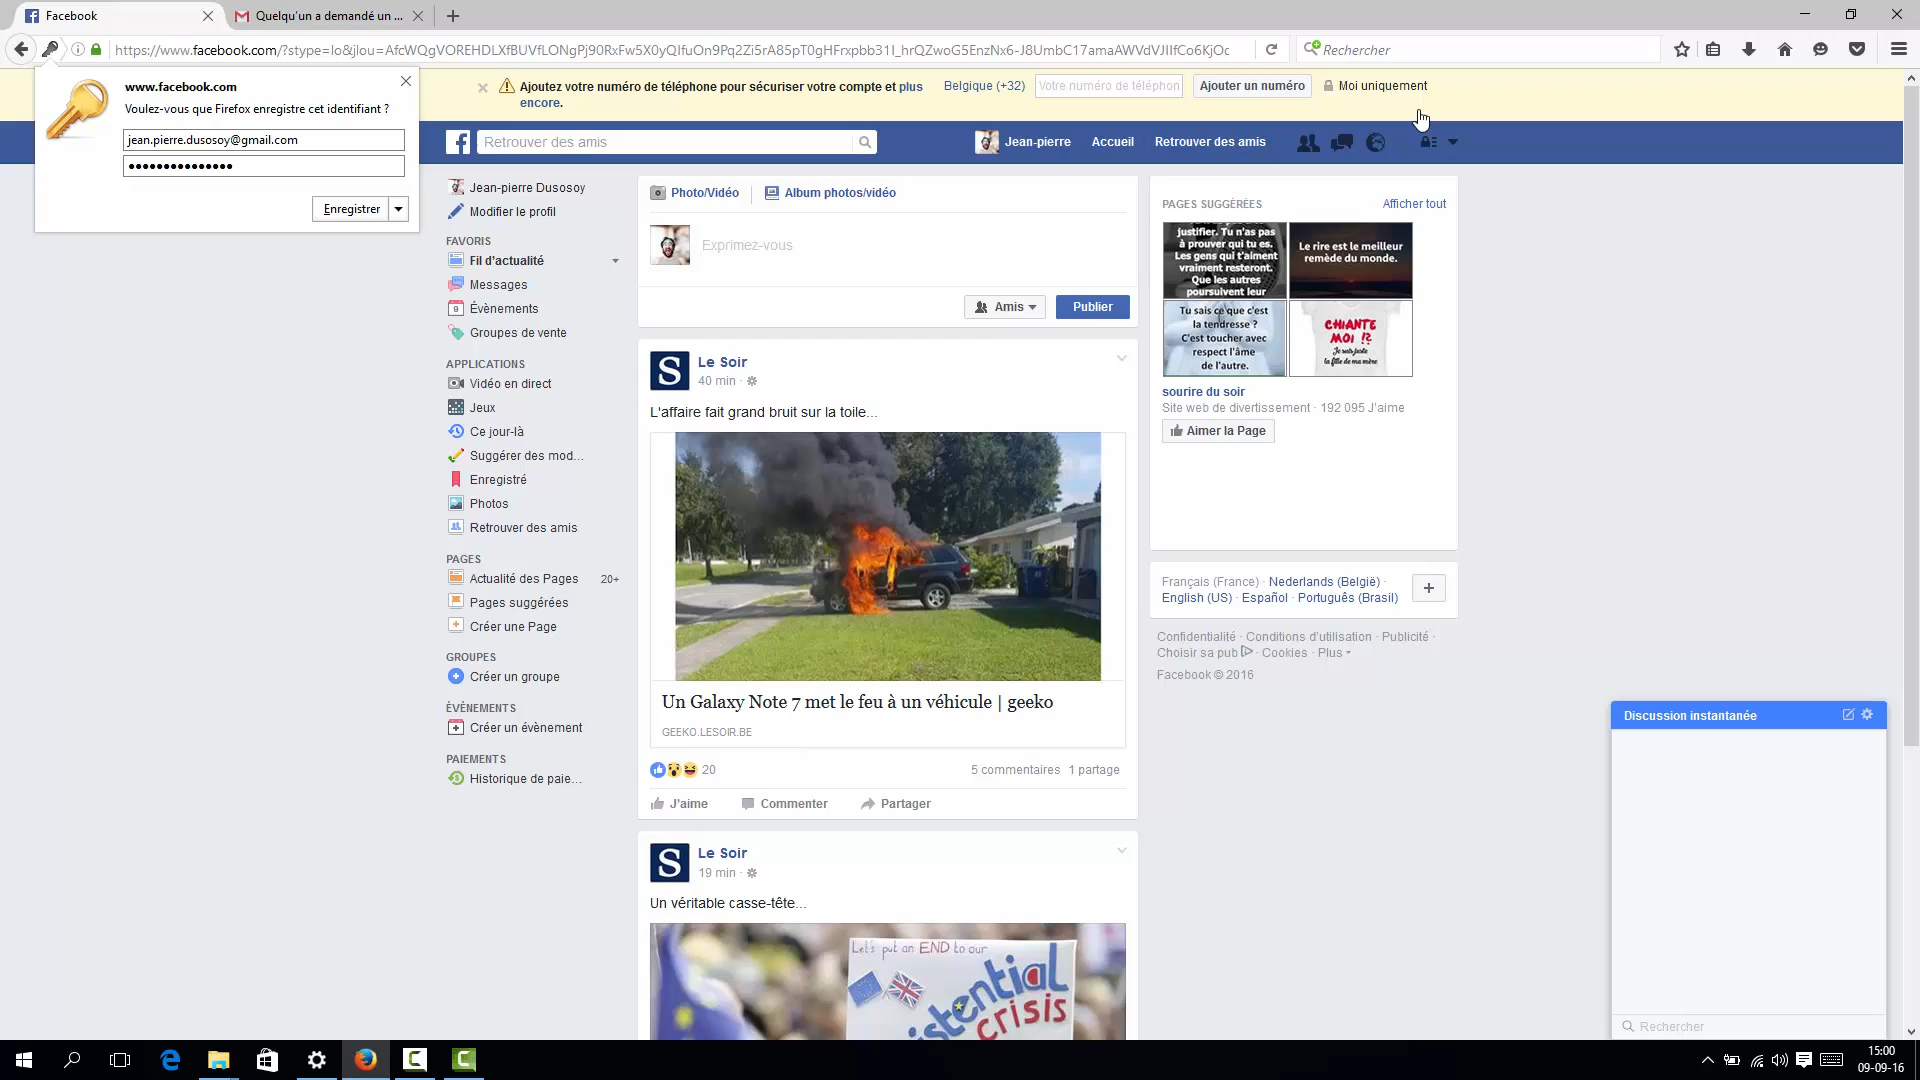 Facebook
Quelqu'un a demandé un ...
https://www.facebook.com/?stype=lo&jlou=AfcWQgVOREHDLXfBUVfLONgPj90RxFw5X0yQIfuOn9Pq2Zi5rA85pT0gHFrxpbb31I_hrQZwoG5EnzNx6-J8UmbC17amaAWVdVJIIfCo6KjOc
Rechercher
www.facebook.com
Voulez-vous que Firefox enregistre cet identifiant ?
jean.pierre.dusosoy@gmail.com
Enregistrer
Ajoutez votre numéro de téléphone pour sécuriser votre compte et plus
encore.
Belgique (+32)
Votre numéro de téléphon
Ajouter un numéro
Moi uniquement
Retrouvez des amis
Jean-pierre
Accueil
Retrouver des amis
Jean-pierre Dusosoy
Modifier le profil
FAVORIS
Fil d'actualité
Messages
Évènements
Groupes de vente
APPLICATIONS
Vidéo en direct
Jeux
Ce jour-là
Suggérer des mod...
Enregistré
Photos
Retrouver des amis
PAGES
Actualité des Pages 20+
Pages suggérées
Créer une Page
GROUPES
Créer un groupe
ÉVÈNEMENTS
Créer un évènement
PAIEMENTS
Historique de paie...
Photo/Vidéo
Album photos/vidéo
Exprimez-vous
Amis
Publier
S
Le Soir
40 min
L'affaire fait grand bruit sur la toile...
Un Galaxy Note 7 met le feu à un véhicule | geeko
GEEKO.LESOIR.BE
20
5 commentaires 1 partage
J'aime
Commenter
Partager
S
Le Soir
19 min
Un véritable casse-tête...
Let's put an END to our
istential
crisis
PAGES SUGGÉRÉES
Afficher tout
justifier. Tu n'as pas
à prouver qui tu es.
Les gens qui t'aiment
vraiment resteront.
Que les autres
poursuivent leur
Le rire est le meilleur
remède du monde.
Tu sais ce que c'est
la tendresse ?
C'est toucher avec
respect l'âme
de l'autre.
CHIANTE
MOI !?
Je suis juste
la fille de ma mère
sourire du soir
Site web de divertissement · 192 095 J'aime
Aimer la Page
Français (France) · Nederlands (België) ·
English (US) · Español · Português (Brasil)
Confidentialité · Conditions d'utilisation · Publicité ·
Choisir sa pub · Cookies · Plus
Facebook © 2016
Discussion instantanée
Rechercher
15:00
09-09-16